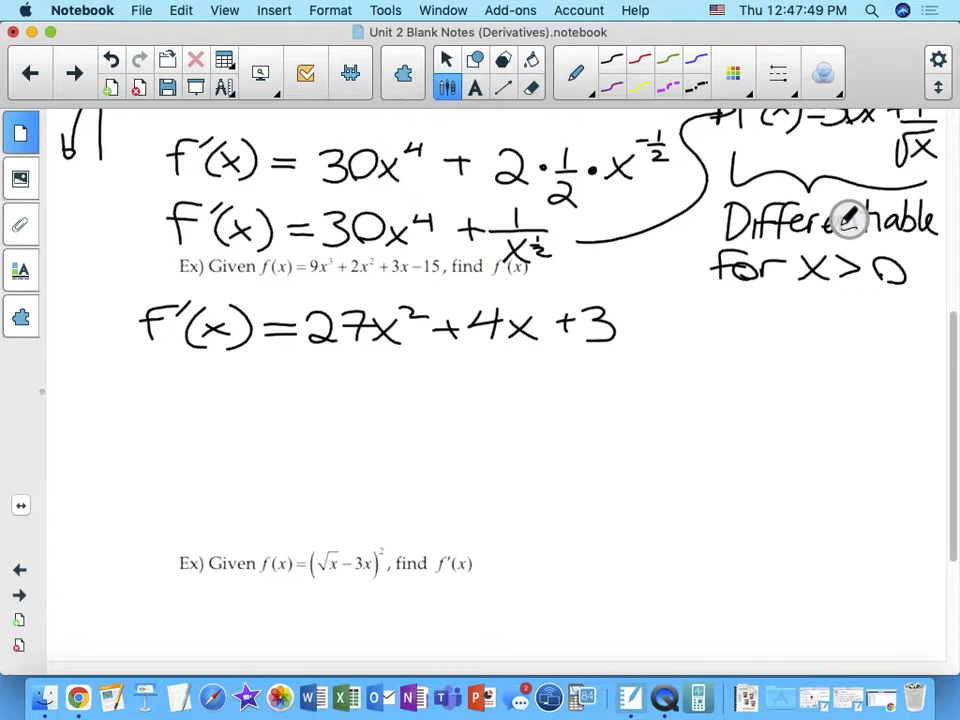 Notebook File Edit View Insert Format Tools Window Add-ons Account Help Thu 12:47:49 PM
Unit 2 Blank Notes (Derivatives).notebook
f'(x) = 30x⁴ + 2·1/2·x^(-1/2)
f'(x) = 30x⁴ + 1/x^(1/2)
√x
Differentiable
for x > 0
Ex) Given f(x) = 9x³ + 2x² + 3x − 15, find f'(x)
f'(x) = 27x² + 4x + 3
Ex) Given f(x) = (√x − 3x)², find f'(x)
A
A
W
X
O
N
T
P
2
84